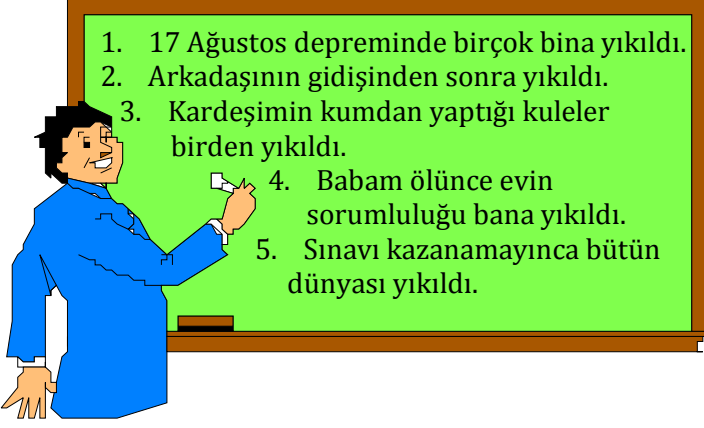 1. 17 Ağustos depreminde birçok bina yıkıldı.
2. Arkadaşının gidişinden sonra yıkıldı.
3. Kardeşimin kumdan yaptığı kuleler
birden yıkıldı.
4. Babam ölünce evin
sorumluluğu bana yıkıldı.
5. Sınavı kazanamayınca bütün
dünyası yıkıldı.